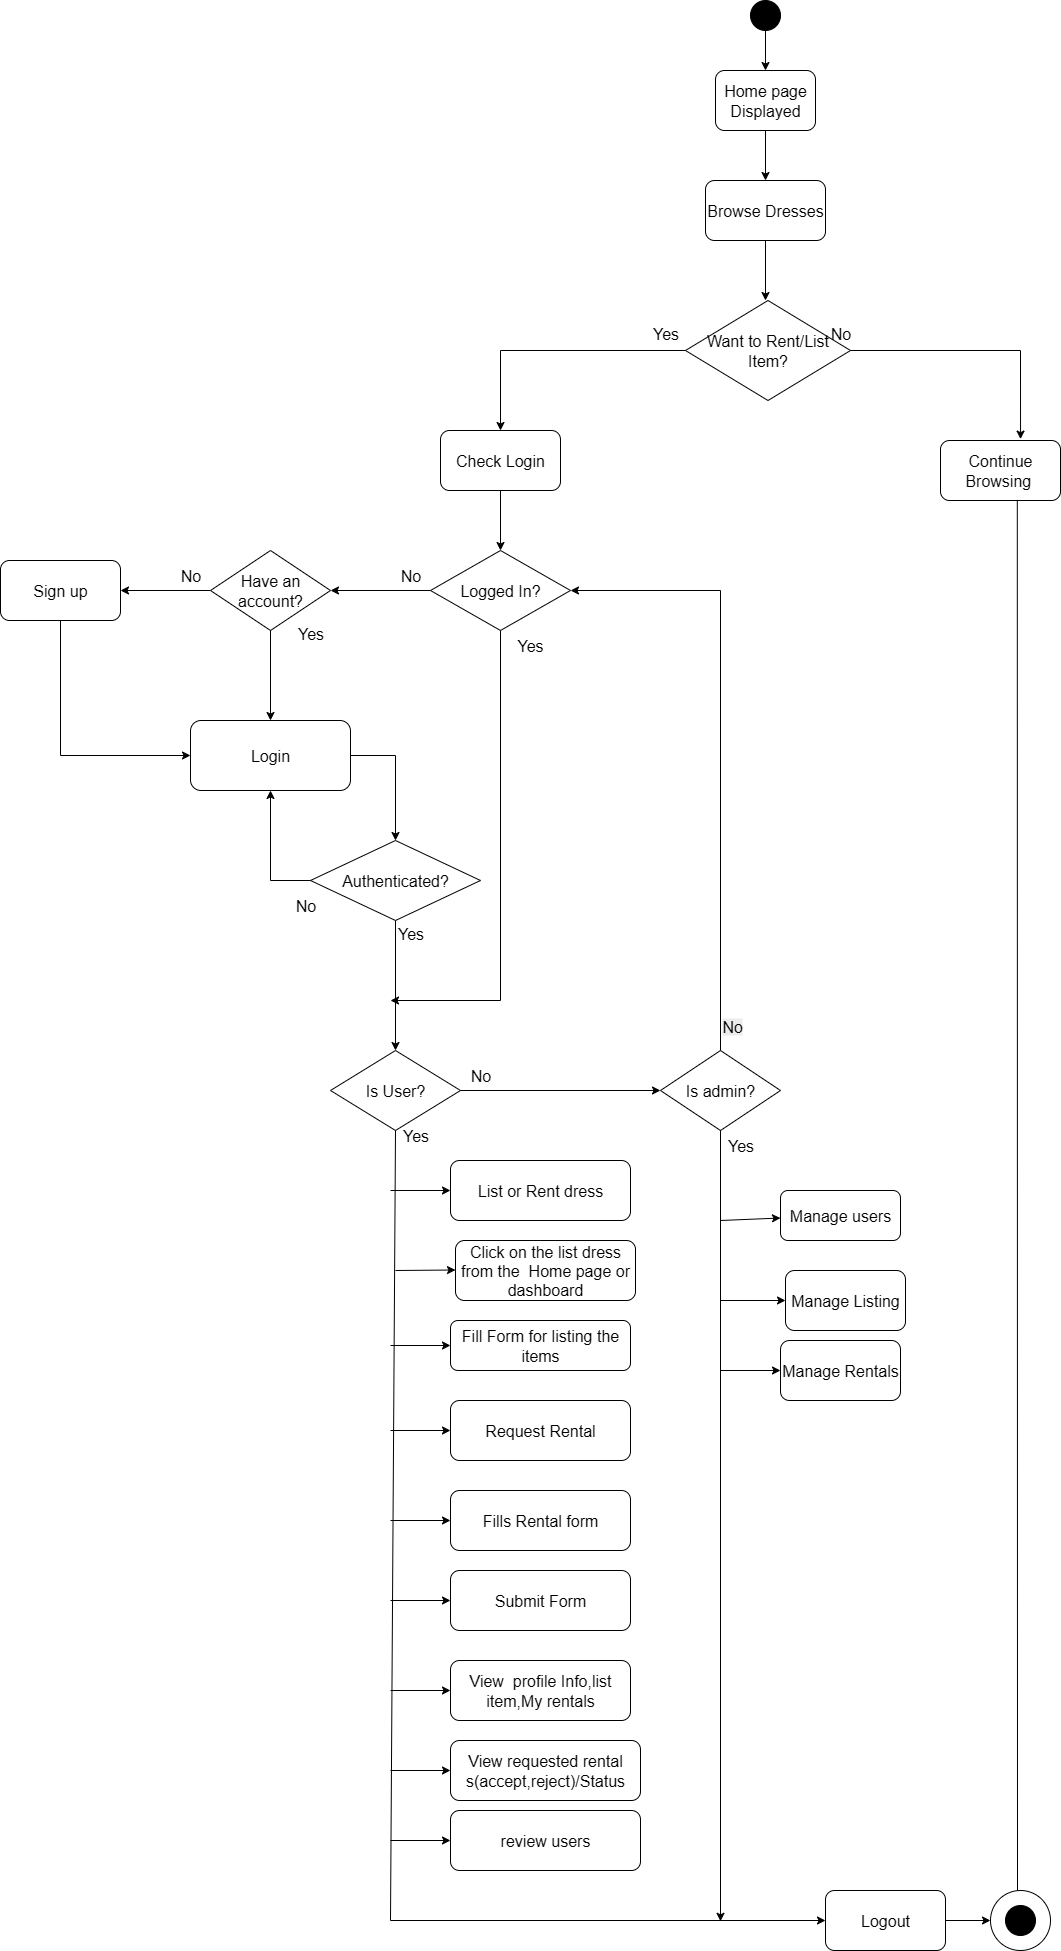 Home page
Displayed
Browse Dresses
Yes
Want to Rent/List
Item?
No
Check Login
Continue
Browsing
Sign up
No
Have an
account?
Yes
No
Logged In?
Yes
Login
Authenticated?
No
Yes
No
Is User?
No
Is admin?
Yes
Yes
List or Rent dress
Manage users
Click on the list dress
from the  Home page or
dashboard
Manage Listing
Fill Form for listing the
items
Manage Rentals
Request Rental
Fills Rental form
Submit Form
View  profile Info,list
item,My rentals
View requested rental
s(accept,reject)/Status
review users
Logout